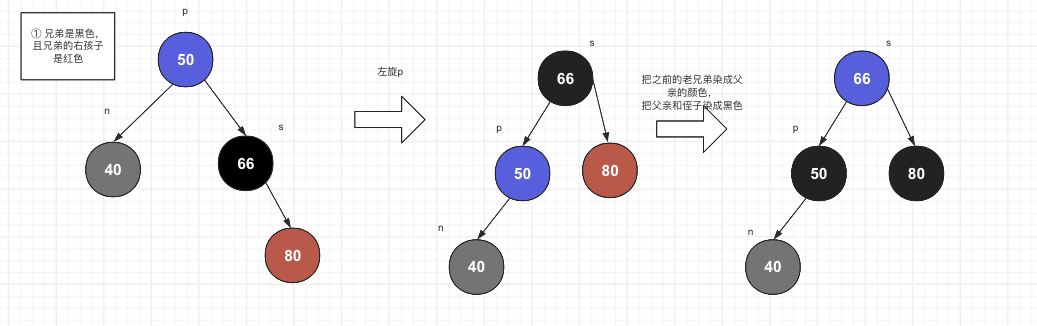 ① 兄弟是黑色，
且兄弟的右孩子
是红色
p
50
n
40
s
66
80
左旋p
s
66
p
50
80
n
40
把之前的老兄弟染成父
亲的颜色，
把父亲和侄子染成黑色
s
66
p
50
80
n
40